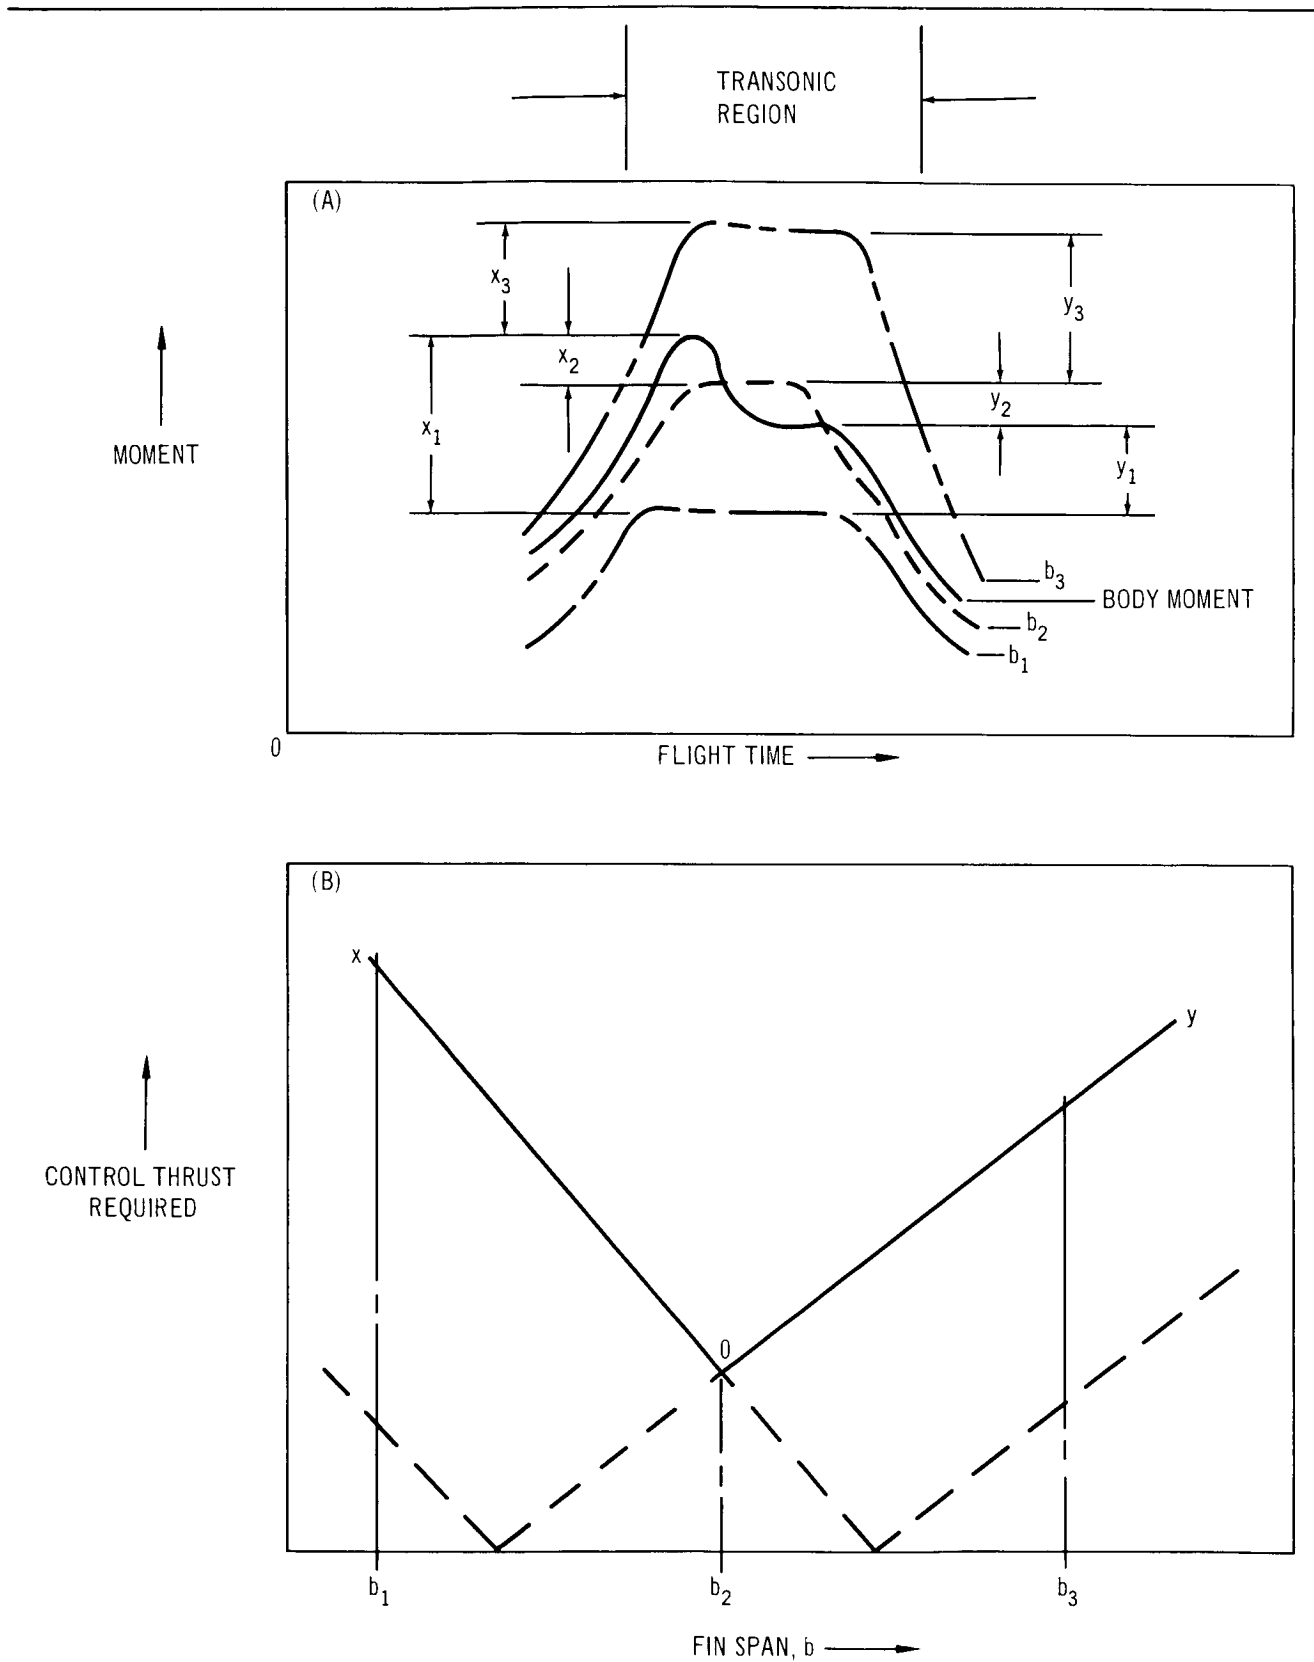 TRANSONIC
REGION
(A)
x3
x2
x1
y3
y2
y1
MOMENT
b3
BODY MOMENT
b2
b1
0
FLIGHT TIME
(B)
x
y
CONTROL THRUST
REQUIRED
0
b1
b2
b3
FIN SPAN, b